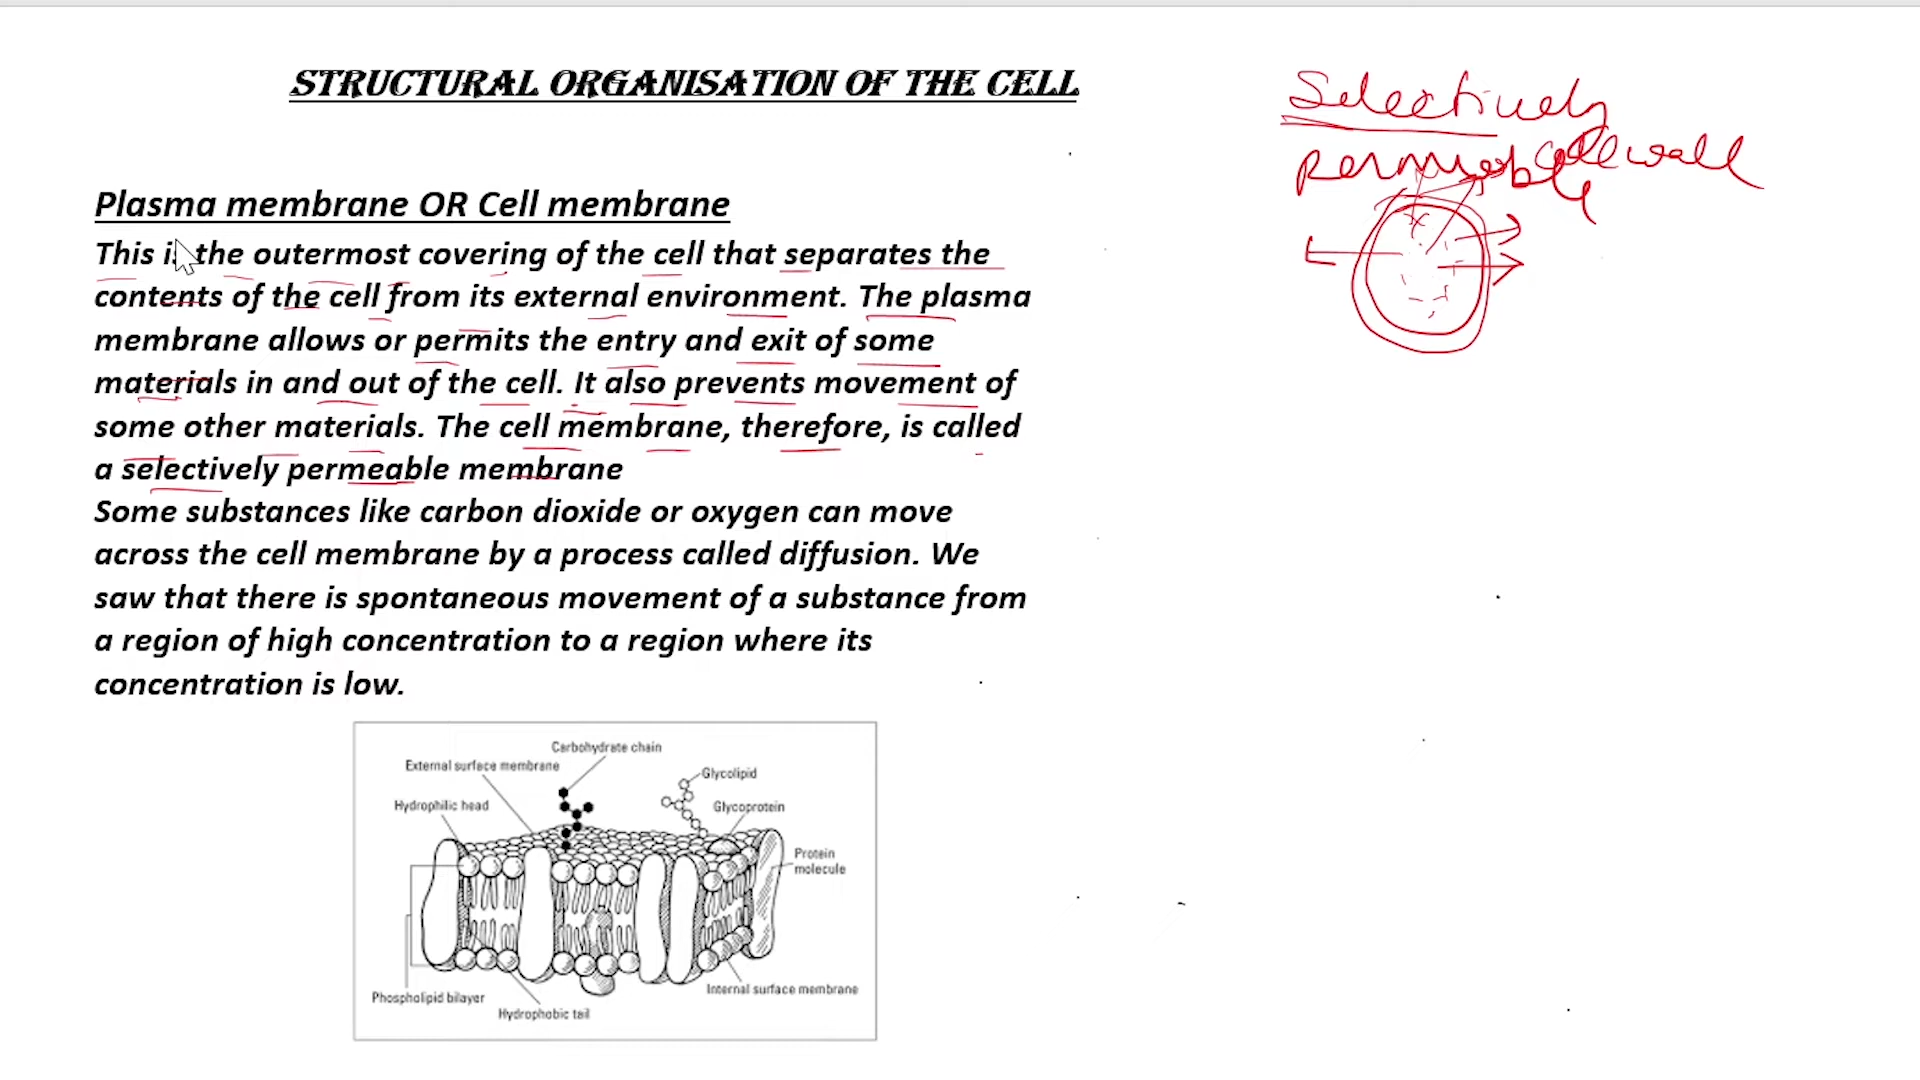 STRUCTURAL ORGANISATION OF THE CELL
Selectively
Permeable
Cell wall
Plasma membrane OR Cell membrane
This is the outermost covering of the cell that separates the
contents of the cell from its external environment. The plasma
membrane allows or permits the entry and exit of some
materials in and out of the cell. It also prevents movement of
some other materials. The cell membrane, therefore, is called
a selectively permeable membrane
Some substances like carbon dioxide or oxygen can move
across the cell membrane by a process called diffusion. We
saw that there is spontaneous movement of a substance from
a region of high concentration to a region where its
concentration is low.
Carbohydrate chain
External surface membrane
Glycolipid
Hydrophilic head
Glycoprotein
Protein
molecule
Internal surface membrane
Phospholipid bilayer
Hydrophobic tail